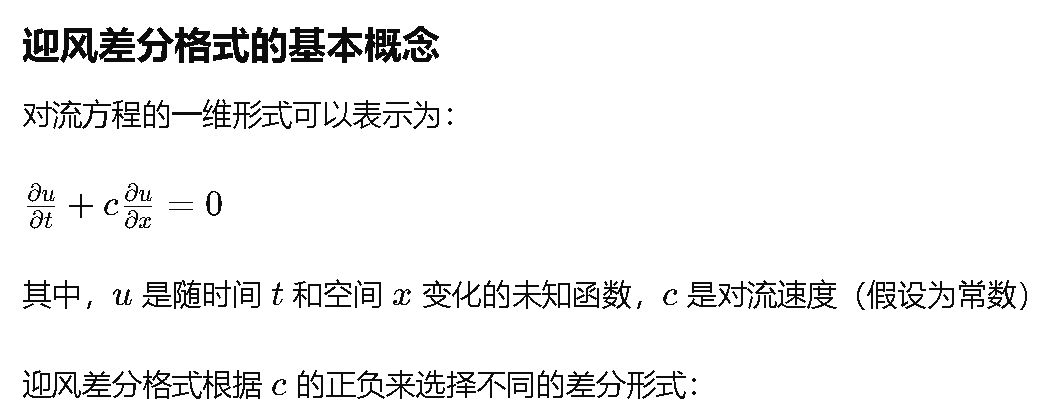 迎风差分格式的基本概念
对流方程的一维形式可以表示为：
$\frac{\partial u}{\partial t} + c \frac{\partial u}{\partial x} = 0$
其中，u 是随时间 t 和空间 x 变化的未知函数，c 是对流速度（假设为常数）
迎风差分格式根据 c 的正负来选择不同的差分形式：